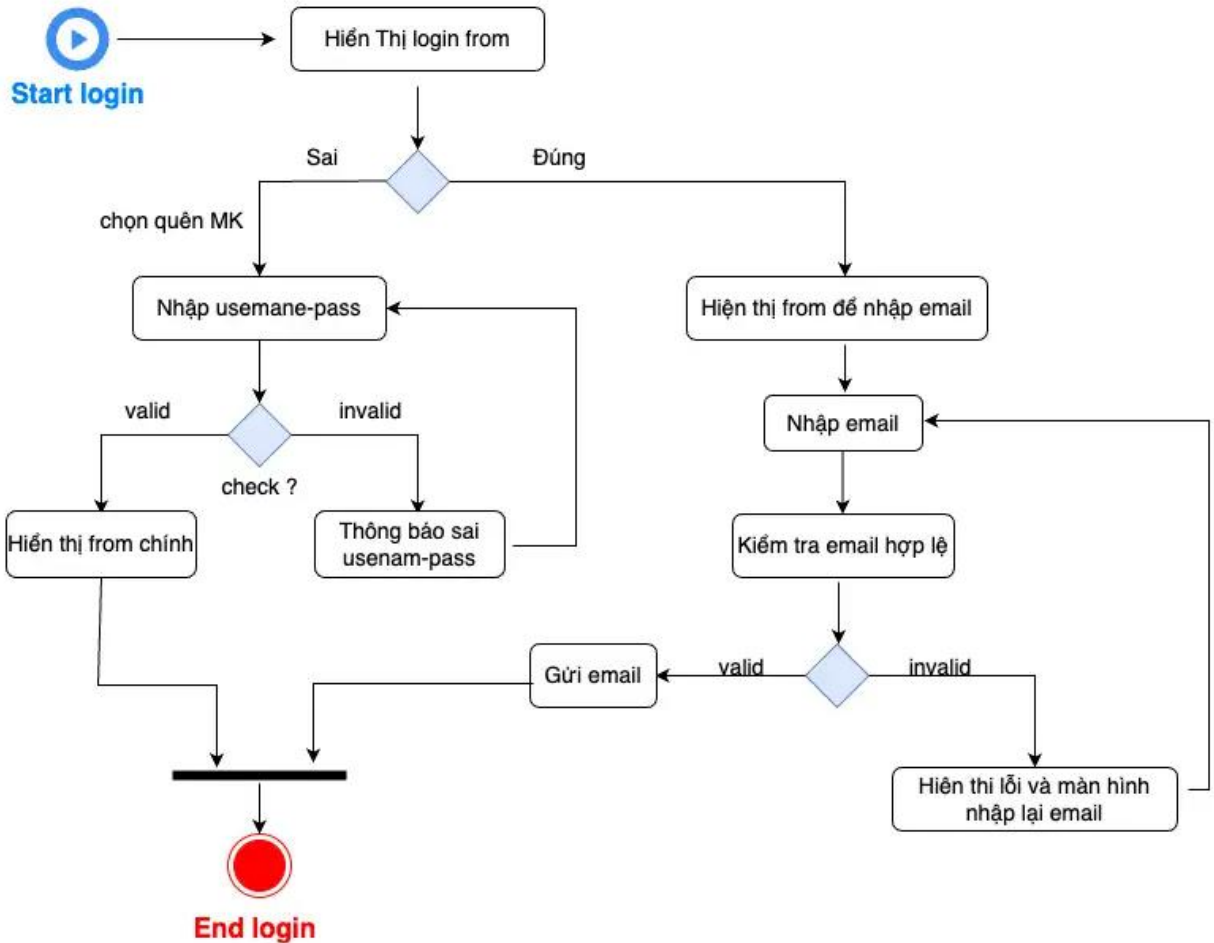 Hiển Thị login from
Start login
Sai
Đúng
chọn quên MK
Nhập usemane-pass
Hiện thị from để nhập email
valid
invalid
Nhập email
check ?
Hiển thị from chính
Thông báo sai
usenam-pass
Kiểm tra email hợp lệ
Gửi email
valid
invalid
Hiên thi lỗi và màn hình
nhập lại email
End login